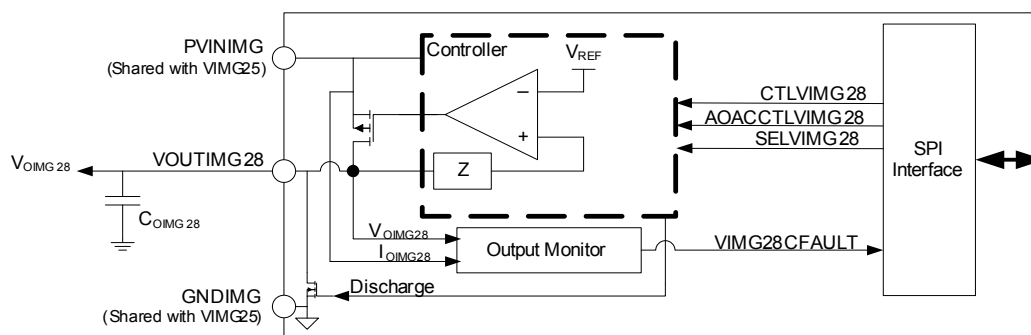 PVINIMG
(Shared with VIMG25)
Controller
VREF
−
+
Z
CTLVIMG28
AOACCTLVIMG28
SELVIMG28
SPI
Interface
VOIMG28
VOUTIMG28
COIMG28
VOIMG28
IOIMG28
Output Monitor
VIMG28CFAULT
Discharge
GNDIMG
(Shared with VIMG25)